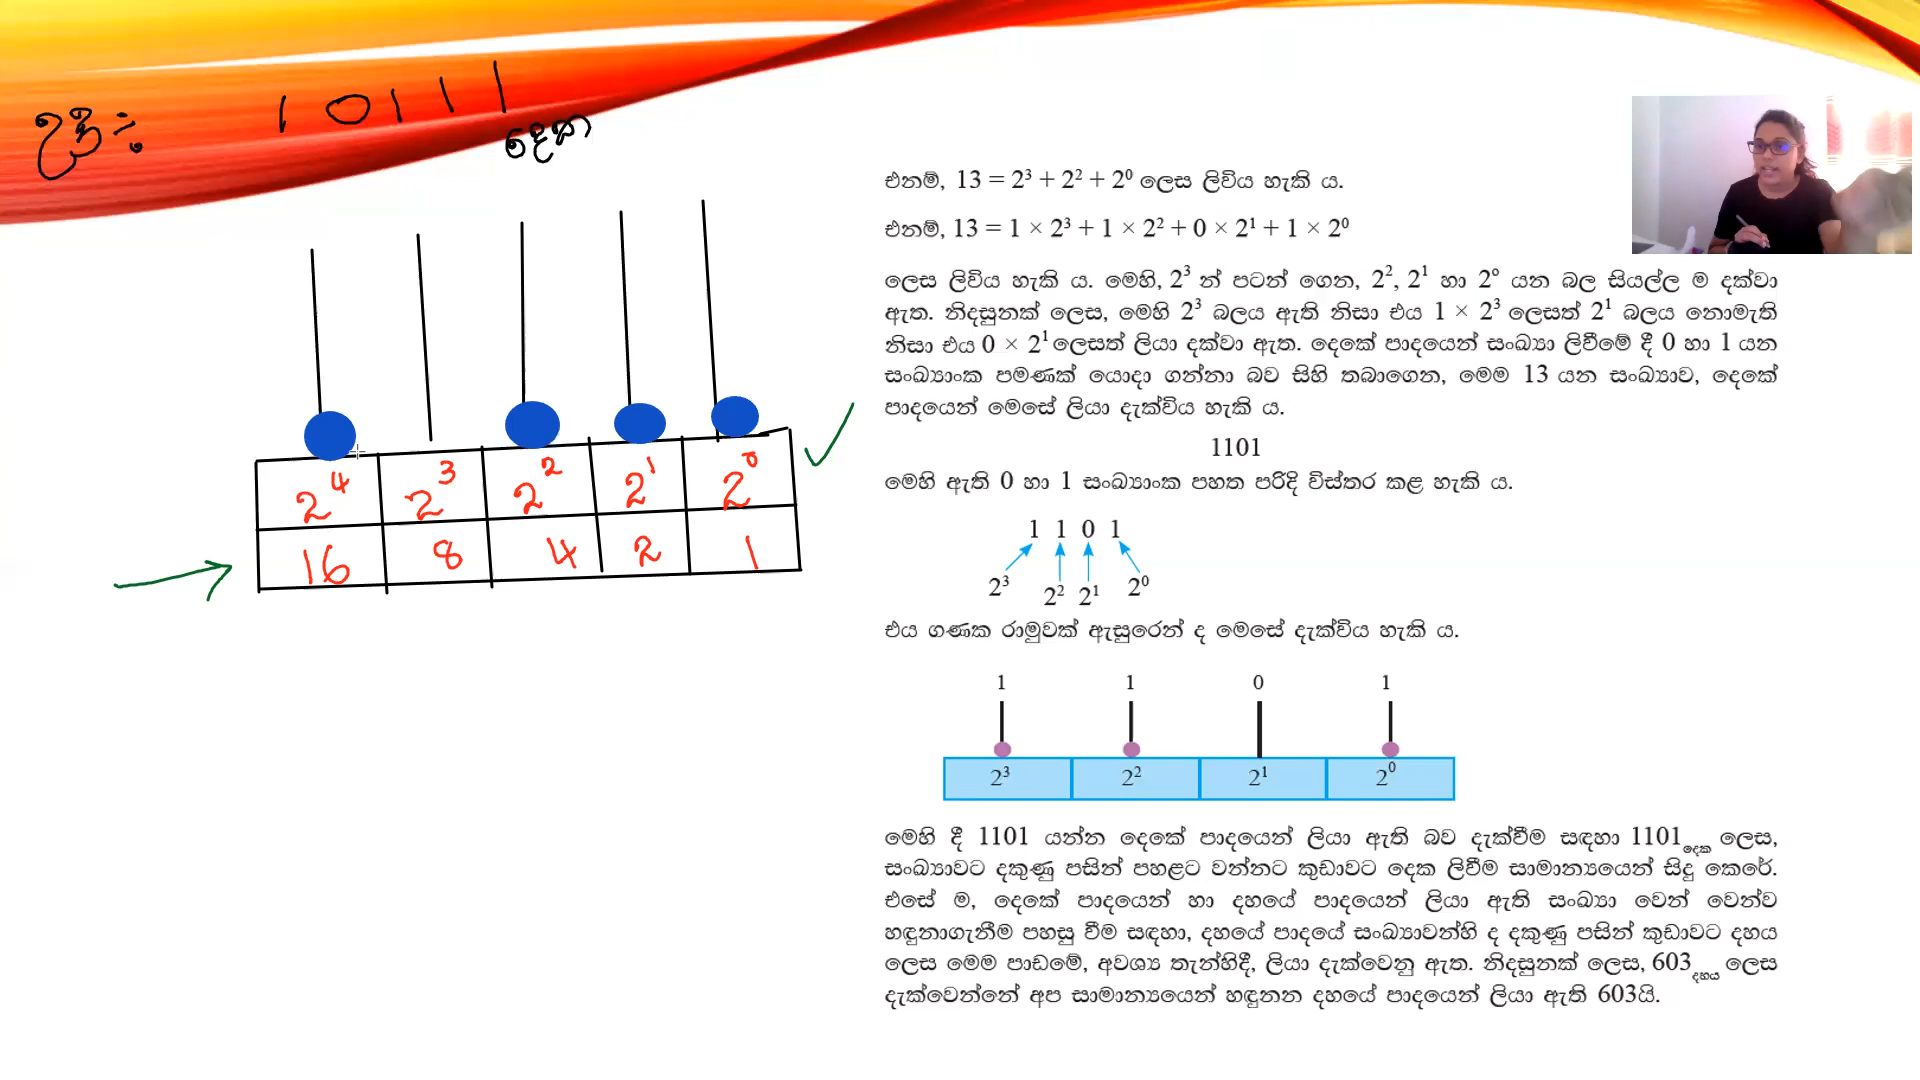 උදි :- 10111දෙක
2⁴ 2³ 2² 2¹ 2⁰
16 8 4 2 1
එනම්, 13 = 2³ + 2² + 2⁰ ලෙස ලිවිය හැකි ය.
එනම්, 13 = 1 × 2³ + 1 × 2² + 0 × 2¹ + 1 × 2⁰
ලෙස ලිවිය හැකි ය. මෙහි, 2³ න් පටන් ගෙන, 2², 2¹ හා 2⁰ යන බල සියල්ල ම දක්වා
ඇත. නිදසුනක් ලෙස, මෙහි 2³ බලය ඇති නිසා එය 1 × 2³ ලෙසත් 2¹ බලය නොමැති
නිසා එය 0 × 2¹ ලෙසත් ලියා දක්වා ඇත. දෙකේ පාදයෙන් සංඛ්‍යා ලිවීමේ දී 0 හා 1 යන
සංඛ්‍යාංක පමණක් යොදා ගන්නා බව සිහි තබාගෙන, මෙම 13 යන සංඛ්‍යාව, දෙකේ
පාදයෙන් මෙසේ ලියා දැක්විය හැකි ය.
1101
මෙහි ඇති 0 හා 1 සංඛ්‍යාංක පහත පරිදි විස්තර කළ හැකි ය.
1 1 0 1
2³ 2² 2¹ 2⁰
එය ගණක රාමුවක් ඇසුරෙන් ද මෙසේ දැක්විය හැකි ය.
1 1 0 1
2³ 2² 2¹ 2⁰
මෙහි දී 1101 යන්න දෙකේ පාදයෙන් ලියා ඇති බව දැක්වීම සඳහා 1101දෙක ලෙස,
සංඛ්‍යාවට දකුණු පසින් පහළට වන්නට කුඩාවට දෙක ලිවීම සාමාන්‍යයෙන් සිදු කෙරේ.
එසේ ම, දෙකේ පාදයෙන් හා දහයේ පාදයෙන් ලියා ඇති සංඛ්‍යා වෙන් වෙන්ව
හඳුනාගැනීම පහසු වීම සඳහා, දහයේ පාදයේ සංඛ්‍යාවන්හි ද දකුණු පසින් කුඩාවට දහය
ලෙස මෙම පාඩමේ, අවශ්‍ය තැන්හිදී, ලියා දැක්වෙනු ඇත. නිදසුනක් ලෙස, 603දහය ලෙස
දැක්වෙන්නේ අප සාමාන්‍යයෙන් හඳුනන දහයේ පාදයෙන් ලියා ඇති 603යි.